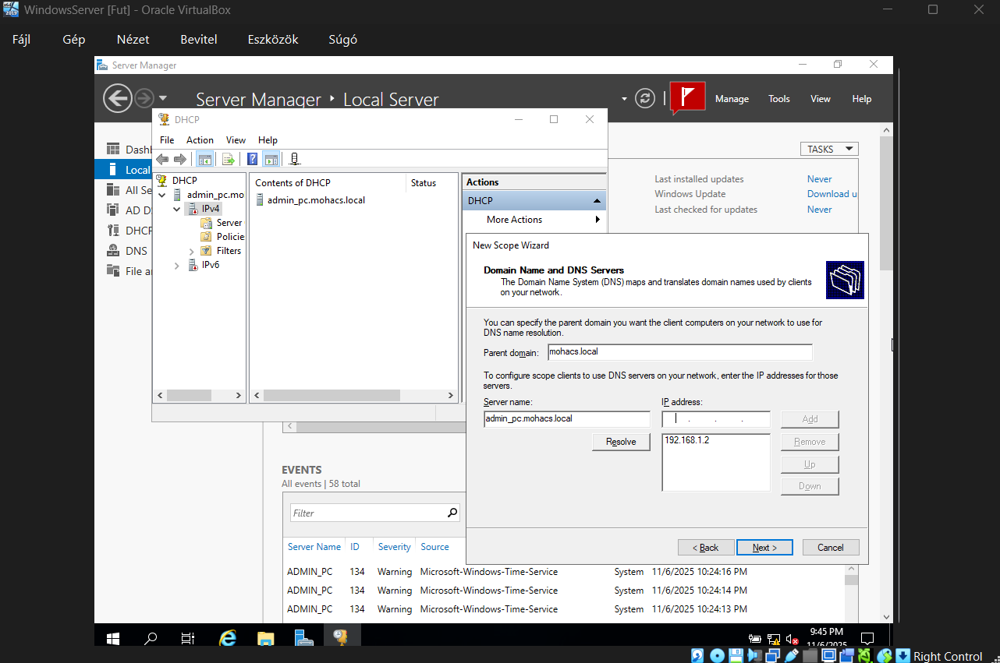 WindowsServer [Fut] - Oracle VirtualBox
Fájl Gép Nézet Bevitel Eszközök Súgó
Server Manager
Server Manager ‣ Local Server
Manage Tools View Help
DHCP
File Action View Help
Dashb
Local
All Se
AD D
DHCP
DNS
File a
DHCP
admin_pc.mo
IPv4
Server
Policie
Filters
IPv6
Contents of DHCP Status
admin_pc.mohacs.local
Actions
DHCP
More Actions
TASKS
Last installed updates Never
Windows Update Download u
Last checked for updates Never
New Scope Wizard
Domain Name and DNS Servers
The Domain Name System (DNS) maps and translates domain names used by clients
on your network.
You can specify the parent domain you want the client computers on your network to use for
DNS name resolution.
Parent domain: mohacs.local
To configure scope clients to use DNS servers on your network, enter the IP addresses for those
servers.
Server name: IP address:
admin_pc.mohacs.local . . . Add
Resolve 192.168.1.2 Remove
Up
Down
< Back Next > Cancel
EVENTS
All events | 58 total
Filter
Server Name ID Severity Source
ADMIN_PC 134 Warning Microsoft-Windows-Time-Service System 11/6/2025 10:24:16 PM
ADMIN_PC 134 Warning Microsoft-Windows-Time-Service System 11/6/2025 10:24:14 PM
ADMIN_PC 134 Warning Microsoft-Windows-Time-Service System 11/6/2025 10:24:13 PM
9:45 PM
11/6/2025
Right Control